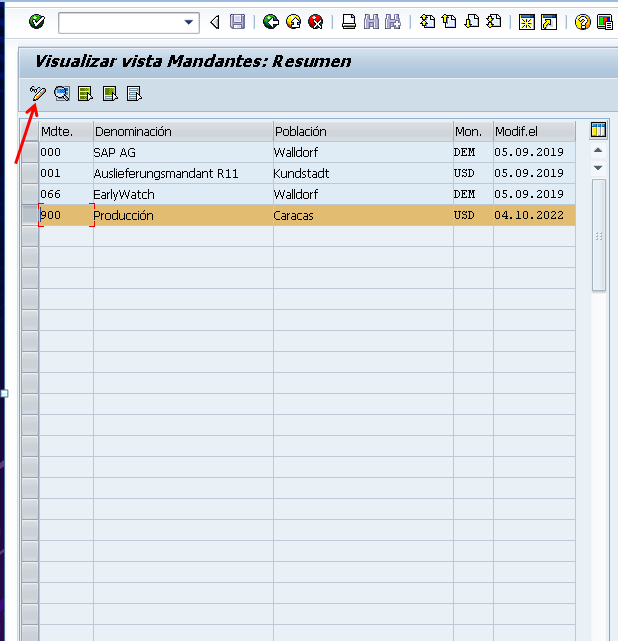 Visualizar vista Mandantes: Resumen
Mdte. Denominación Población Mon. Modif.el
000 SAP AG Walldorf DEM 05.09.2019
001 Auslieferungsmandant R11 Kundstadt USD 05.09.2019
066 EarlyWatch Walldorf DEM 05.09.2019
900 Producción Caracas USD 04.10.2022